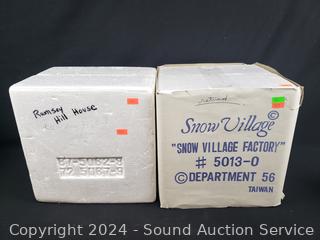 Ramsey
Hill House
Snow Village©
"SNOW VILLAGE FACTORY"
# 5013-0
© DEPARTMENT 56
TAIWAN
Copyright 2024 - Sound Auction Service